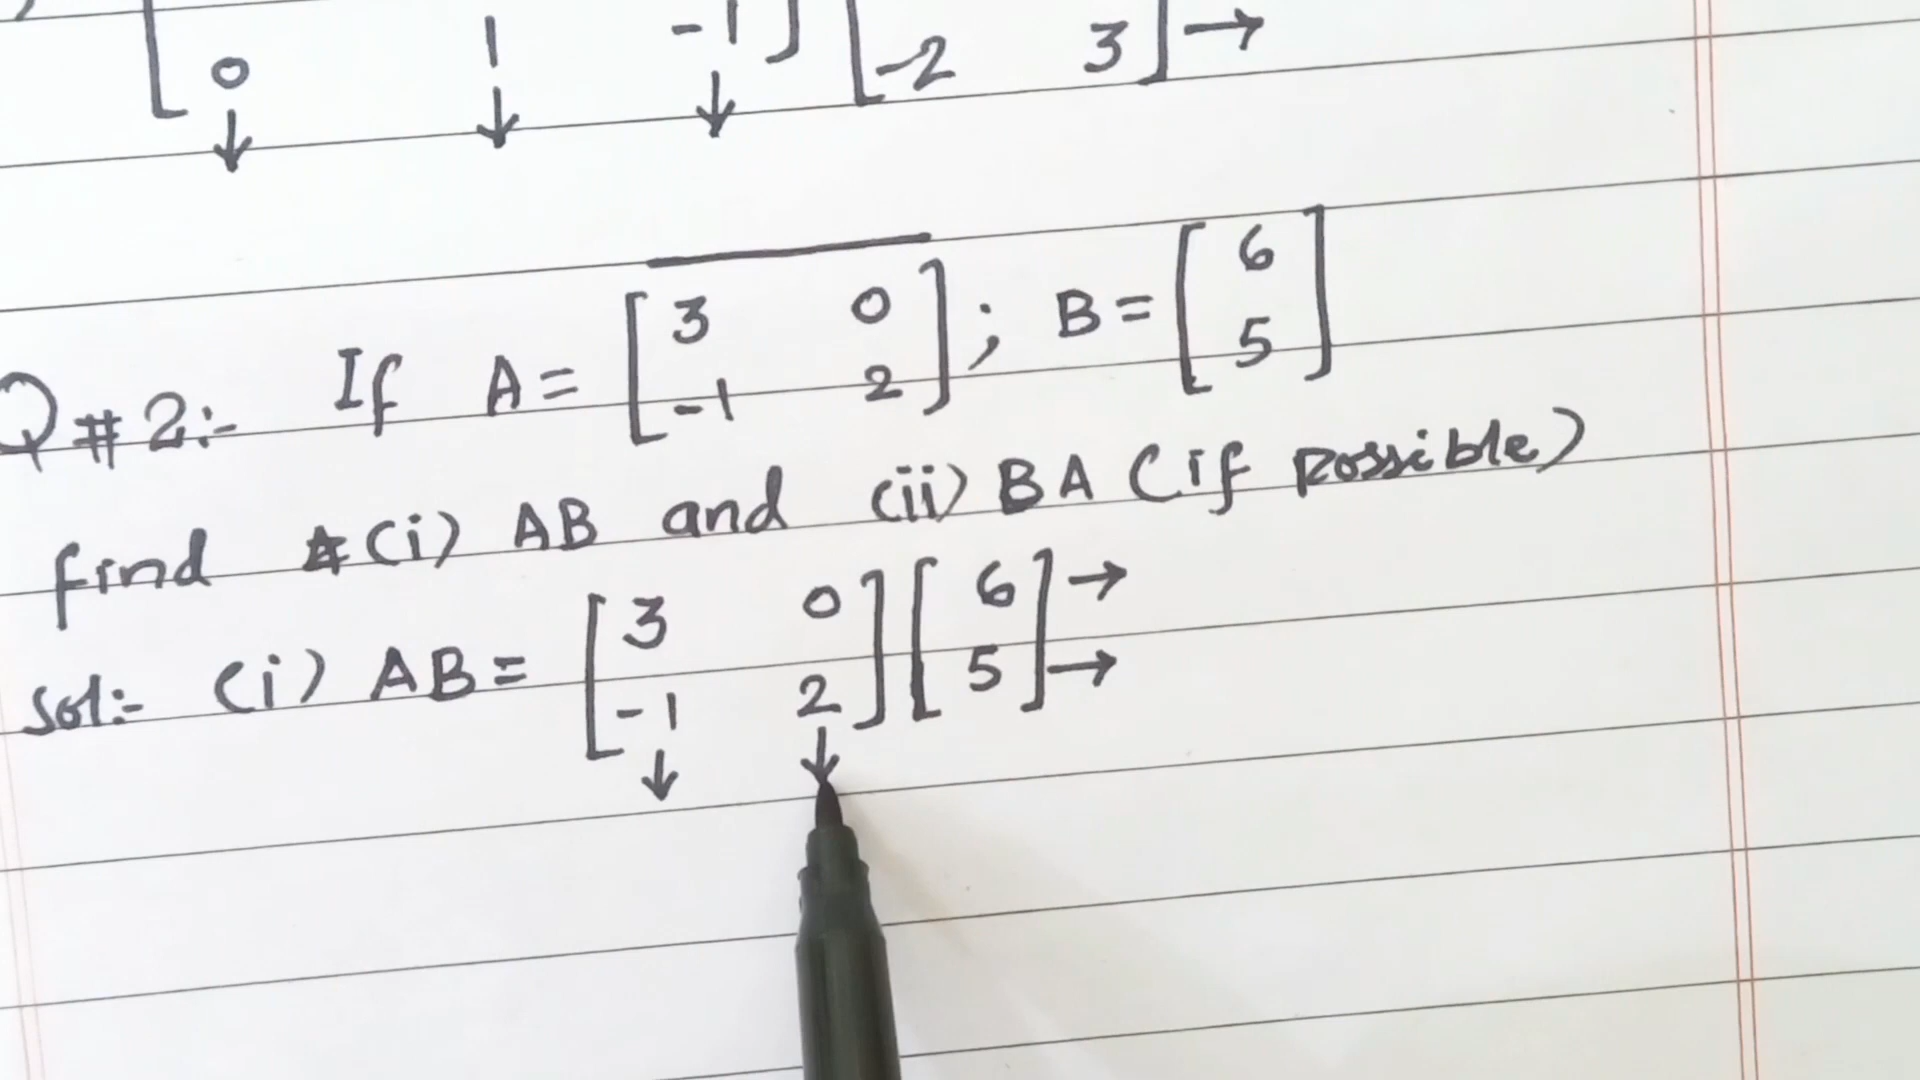 0 1 -1 -2 3 →
↓ ↓ ↓
Q#2:- If A = [3 0; -1 2]; B = [6; 5]
find (i) AB and (ii) BA (if possible)
Sol:- (i) AB = [3 0; -1 2] [6; 5] → →
↓ ↓